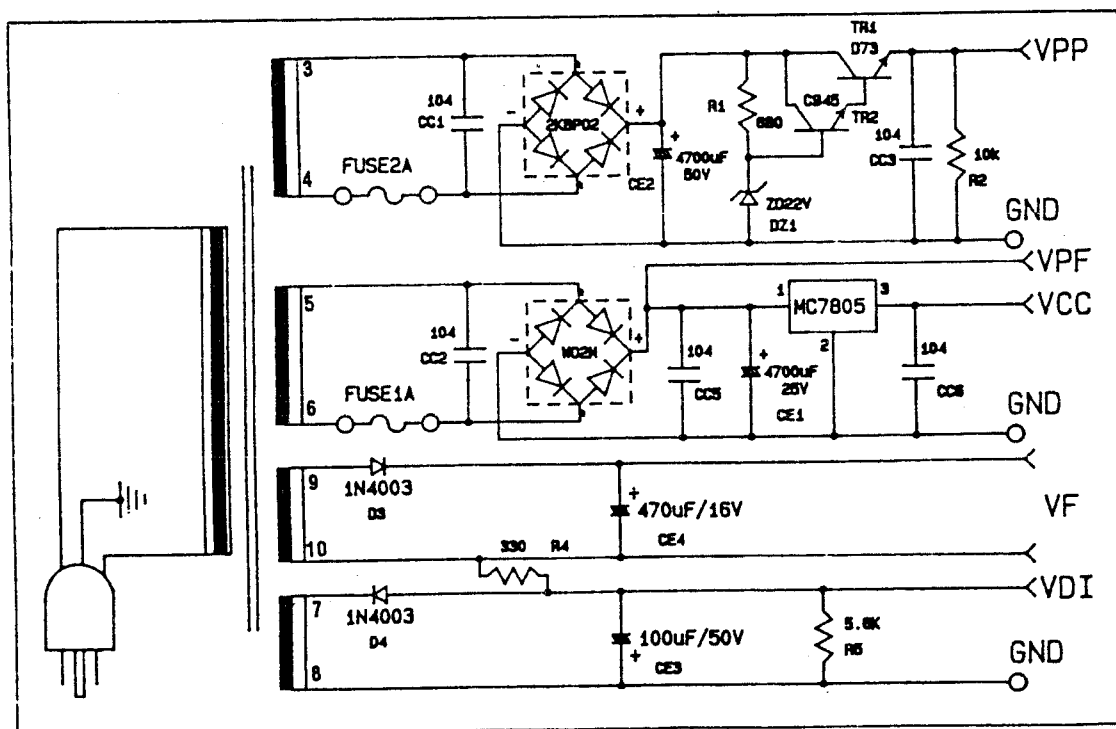 TR1
D73
VPP
3
104
CC1
-
2KBP02
+
R1
680
C945
TR2
104
CC3
10k
R2
4
FUSE2A
CE2
+
4700uF
50V
ZD22V
DZ1
GND
VPF
5
104
CC2
-
W02M
+
104
CC5
1
MC7805
3
2
VCC
+
4700uF
25V
CE1
104
CC6
6
FUSE1A
GND
9
1N4003
D3
+
470uF/16V
CE4
VF
10
330
R4
7
1N4003
D4
VDI
100uF/50V
+
CE3
5.6K
R5
8
GND